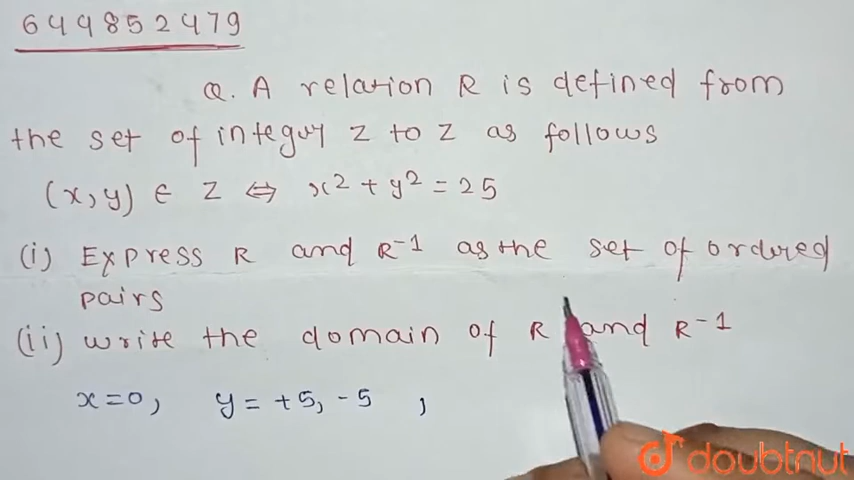 644852479
Q. A relation R is defined from
the set of integer Z to Z as follows
(x,y) ∈ Z ⇔ x² + y² = 25
(i) Express R and R⁻¹ as the set of ordered
pairs
(ii) write the domain of R and R⁻¹
x=0, y = +5, -5 ,
doubtnut